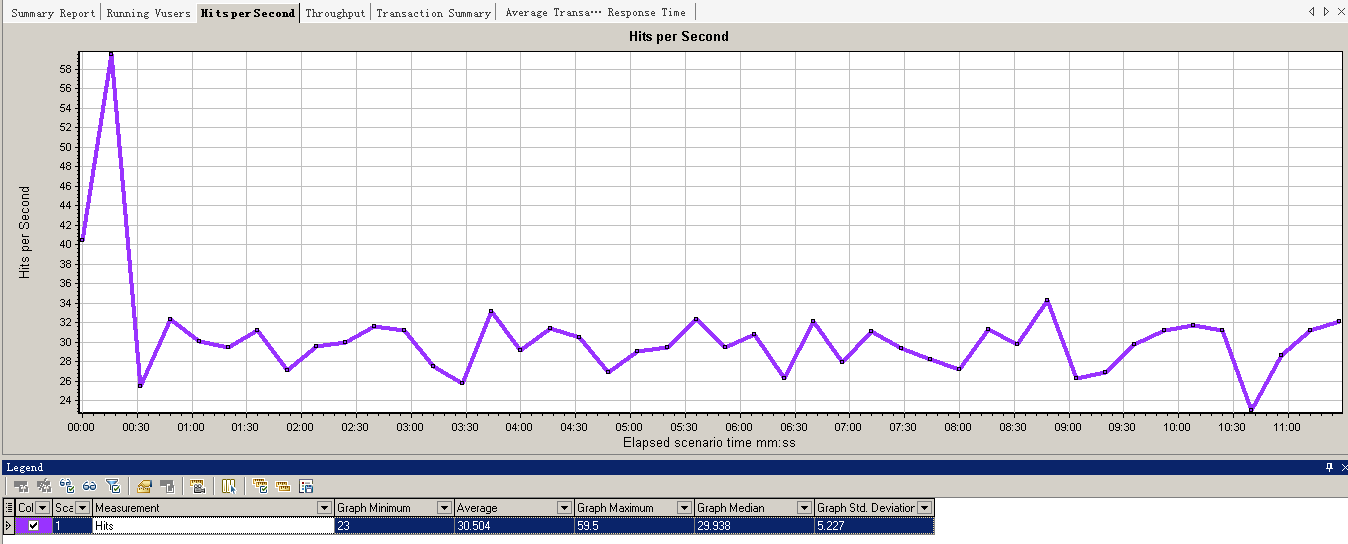 Summary Report Running Vusers Hits per Second Throughput Transaction Summary Average Transa… Response Time
Hits per Second
58
56
54
52
50
48
46
44
42
40
38
36
34
32
30
28
26
24
Hits per Second
00:00 00:30 01:00 01:30 02:00 02:30 03:00 03:30 04:00 04:30 05:00 05:30 06:00 06:30 07:00 07:30 08:00 08:30 09:00 09:30 10:00 10:30 11:00
Elapsed scenario time mm:ss
Legend
Col Sca Measurement Graph Minimum Average Graph Maximum Graph Median Graph Std. Deviation
1 Hits 23 30.504 59.5 29.938 5.227